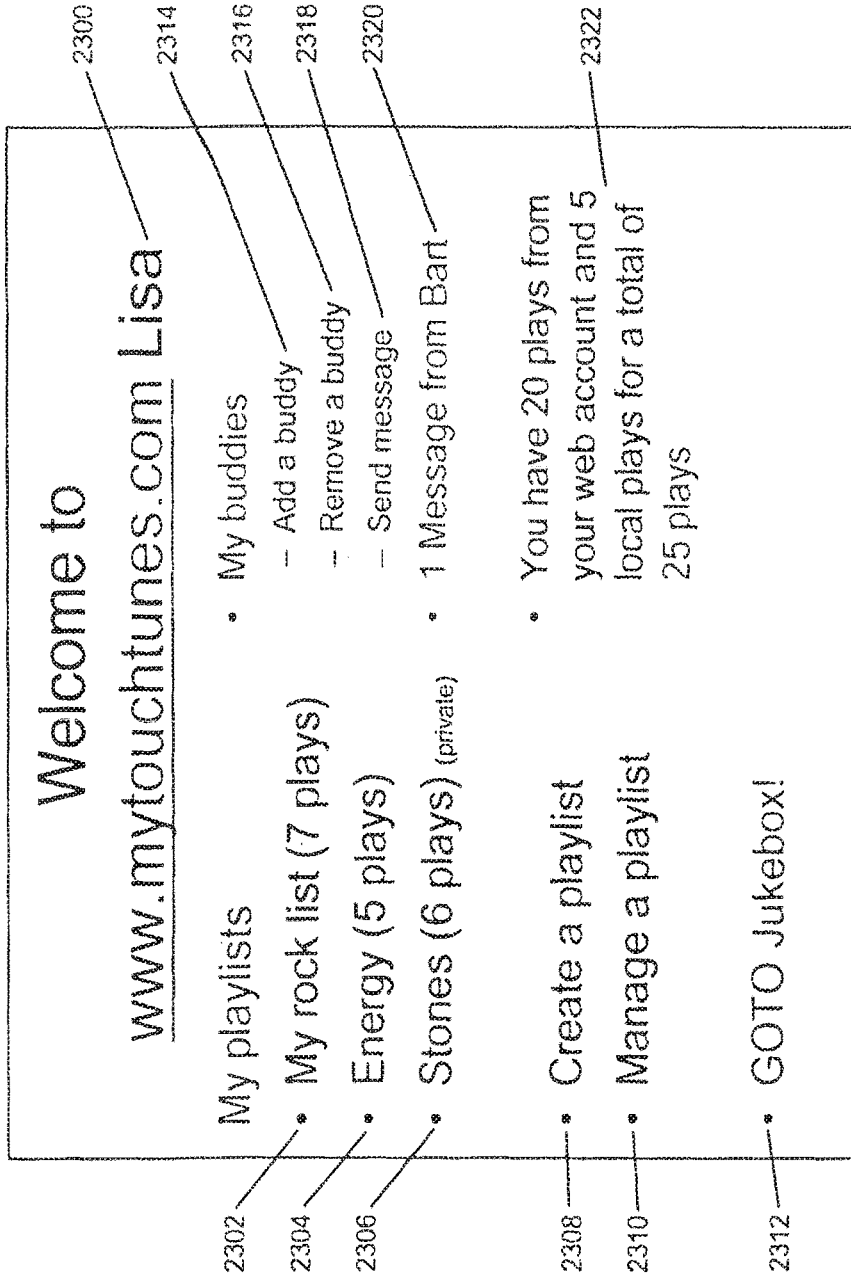 Welcome to
www.mytouchtunes.com Lisa
2300
My playlists
2302
• My rock list (7 plays)
2304
• Energy (5 plays)
2306
• Stones (6 plays) (private)
2308
• Create a playlist
2310
• Manage a playlist
2312
• GOTO Jukebox!
• My buddies
– Add a buddy
2314
– Remove a buddy
2316
– Send message
2318
• 1 Message from Bart
2320
• You have 20 plays from
your web account and 5
local plays for a total of
25 plays
2322